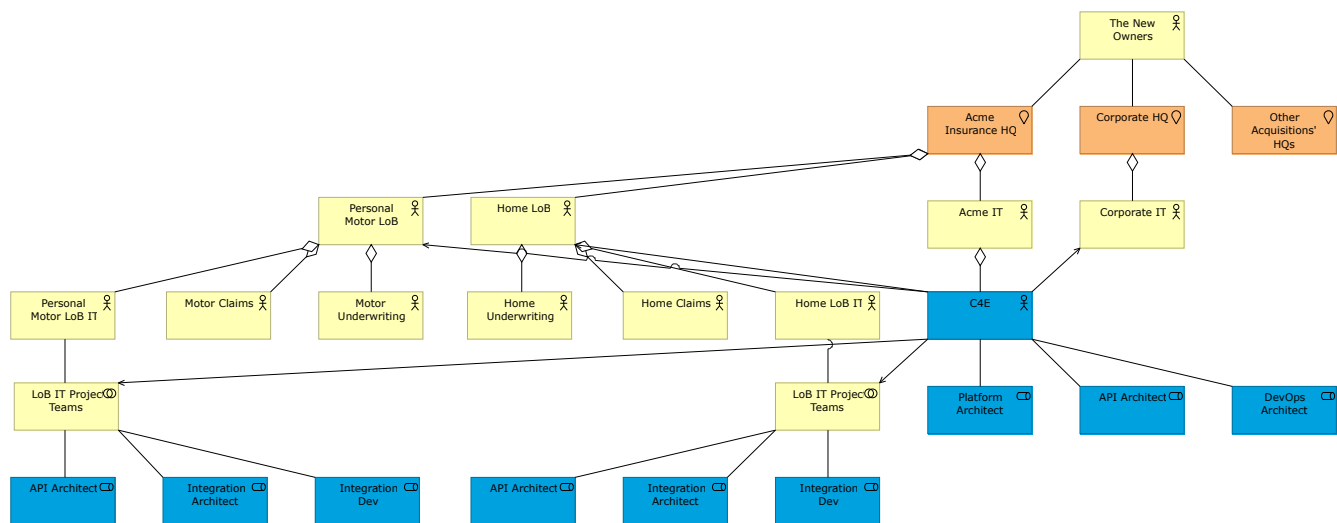 The New
Owners
Acme
Insurance HQ
Corporate HQ
Other
Acquisitions'
HQs
Personal
Motor LoB
Home LoB
Acme IT
Corporate IT
Personal
Motor LoB IT
Motor Claims
Motor
Underwriting
Home
Underwriting
Home Claims
Home LoB IT
C4E
LoB IT Project
Teams
LoB IT Project
Teams
Platform
Architect
API Architect
DevOps
Architect
API Architect
Integration
Architect
Integration
Dev
API Architect
Integration
Architect
Integration
Dev